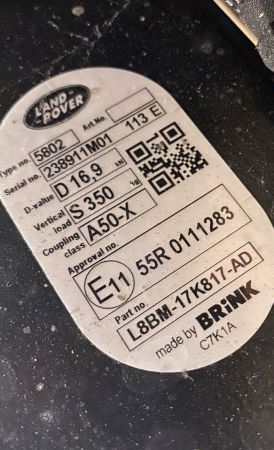 LAND
ROVER
Type no. 5802 Art.No.
Serial no. 238911M01 113 E
D-value D 16,9 kN
Vertical load S 350 kg
Coupling class A50-X
Approval no.
E11 55R 0111283
Part no. L8BM-17K817-AD
made by BRINK
C7K1A